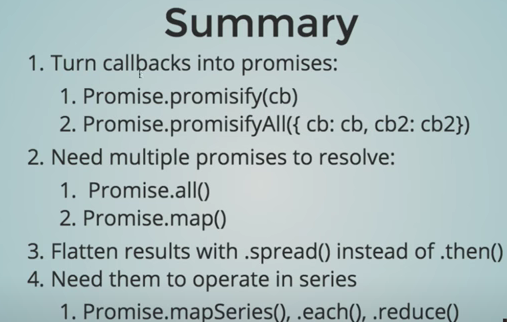 Summary
1. Turn callbacks into promises:
1. Promise.promisify(cb)
2. Promise.promisifyAll({ cb: cb, cb2: cb2})
2. Need multiple promises to resolve:
1. Promise.all()
2. Promise.map()
3. Flatten results with .spread() instead of .then()
4. Need them to operate in series
1. Promise.mapSeries(), .each(), .reduce()